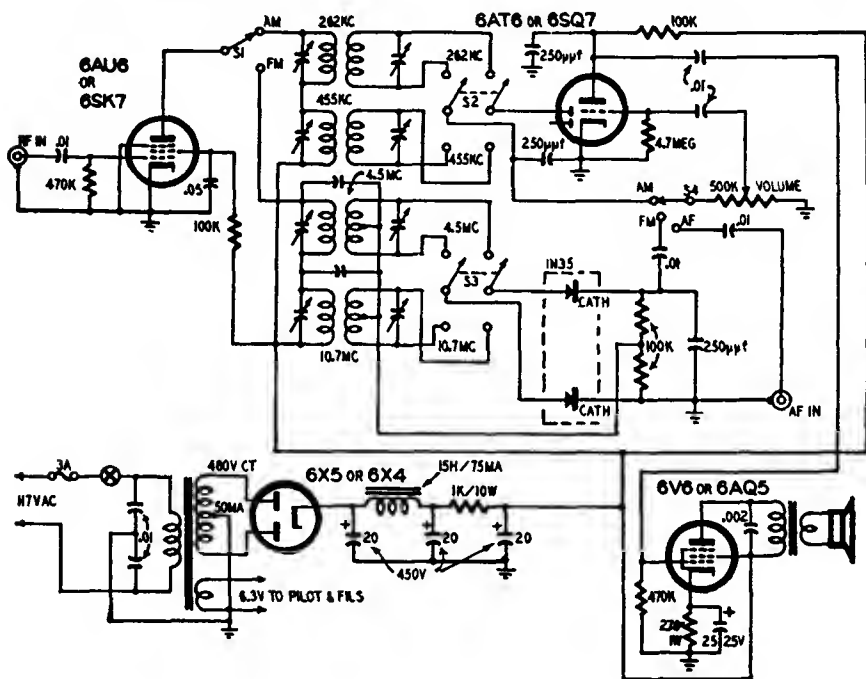 AM
262KC
6AT6 OR 6SQ7
100K
S1
262KC
250µµf
6AU6
OR
6SK7
FM
.01
S2
455KC
RF IN
.01
4.7MEG
250µµf
455KC
470K
.05
4.5MC
AM
S4
500K
VOLUME
100K
4.5MC
FM
AF
.01
1N35
.01
S3
CATH
10.7MC
100K
250µµf
CATH
AF IN
480V CT
15H/75MA
3A
6X5 OR 6X4
1K/10W
6V6 OR 6AQ5
117VAC
50MA
.002
.01
+
20
+
20
+
20
450V
6.3V TO PILOT & FILS
470K
+
1W
25-25V